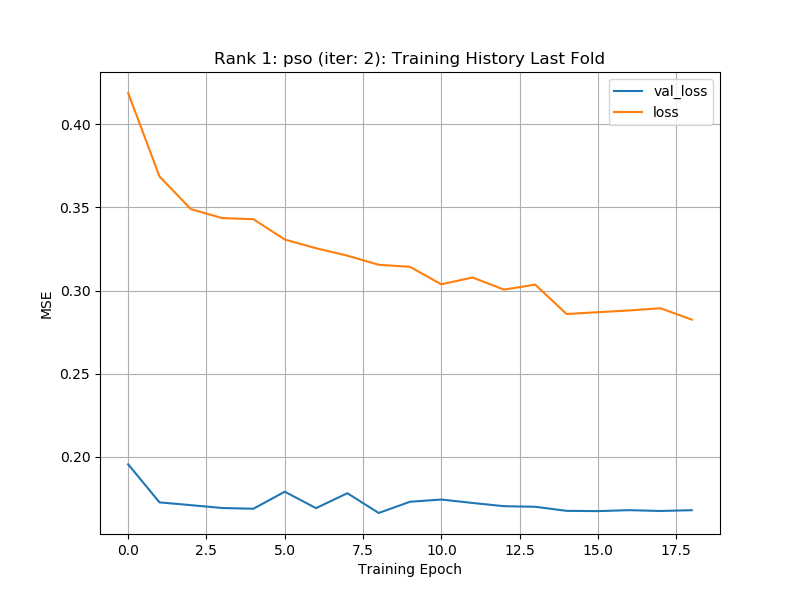 Rank 1: pso (iter: 2): Training History Last Fold
val_loss
loss
0.40
0.35
0.30
0.25
0.20
MSE
0.0
2.5
5.0
7.5
10.0
12.5
15.0
17.5
Training Epoch